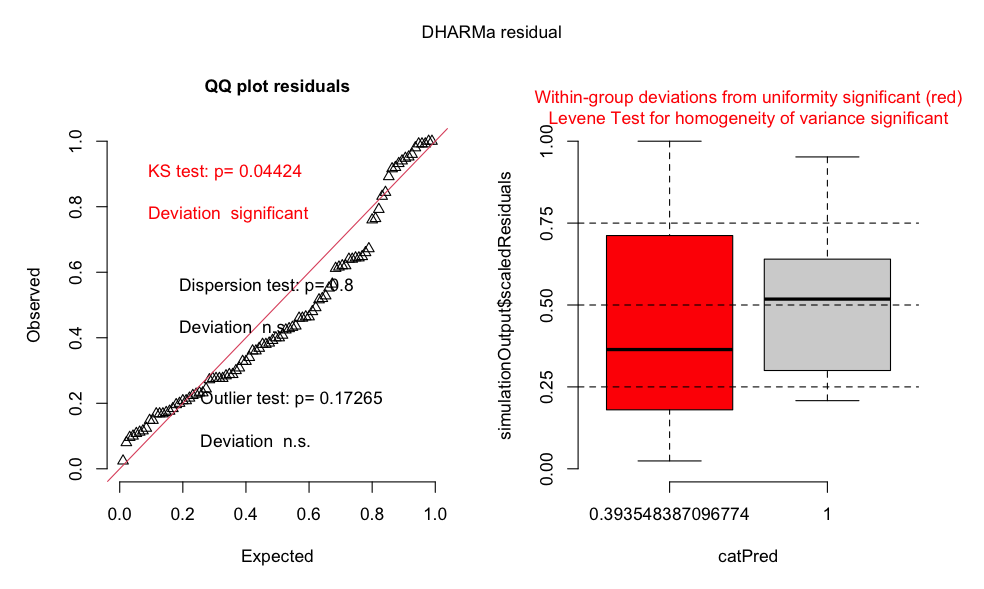 DHARMa residual
QQ plot residuals
KS test: p= 0.04424
Deviation  significant
Dispersion test: p= 0.8
Deviation  n.s.
Outlier test: p= 0.17265
Deviation  n.s.
Observed
0.0
0.2
0.4
0.6
0.8
1.0
0.0 0.2 0.4 0.6 0.8 1.0
Expected
Within-group deviations from uniformity significant (red)
Levene Test for homogeneity of variance significant
simulationOutput$scaledResiduals
0.00
0.25
0.50
0.75
1.00
0.393548387096774 1
catPred